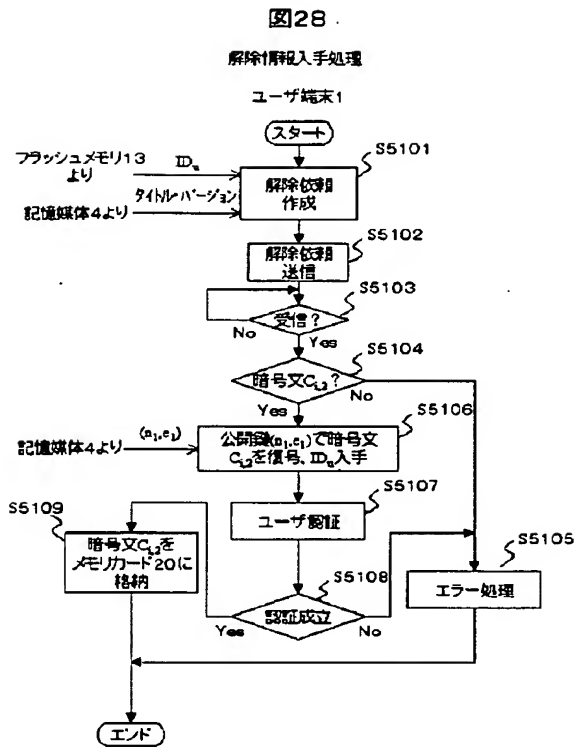 図28
解除情報入手処理
ユーザ端末1
スタート
フラッシュメモリ13
より
IDu
S5101
解除依頼
作成
タイトル・バージョン
記憶媒体4より
S5102
解除依頼
送信
S5103
受信?
No
Yes
S5104
暗号文Ci,2?
No
Yes
S5106
記憶媒体4より
(n1,e1)
公開鍵(n1,e1)で暗号文
Ci,2を復号、IDu入手
S5107
ユーザ認証
S5109
暗号文Ci,2を
メモリカード20に
格納
S5108
認証成立
Yes
No
S5105
エラー処理
エンド